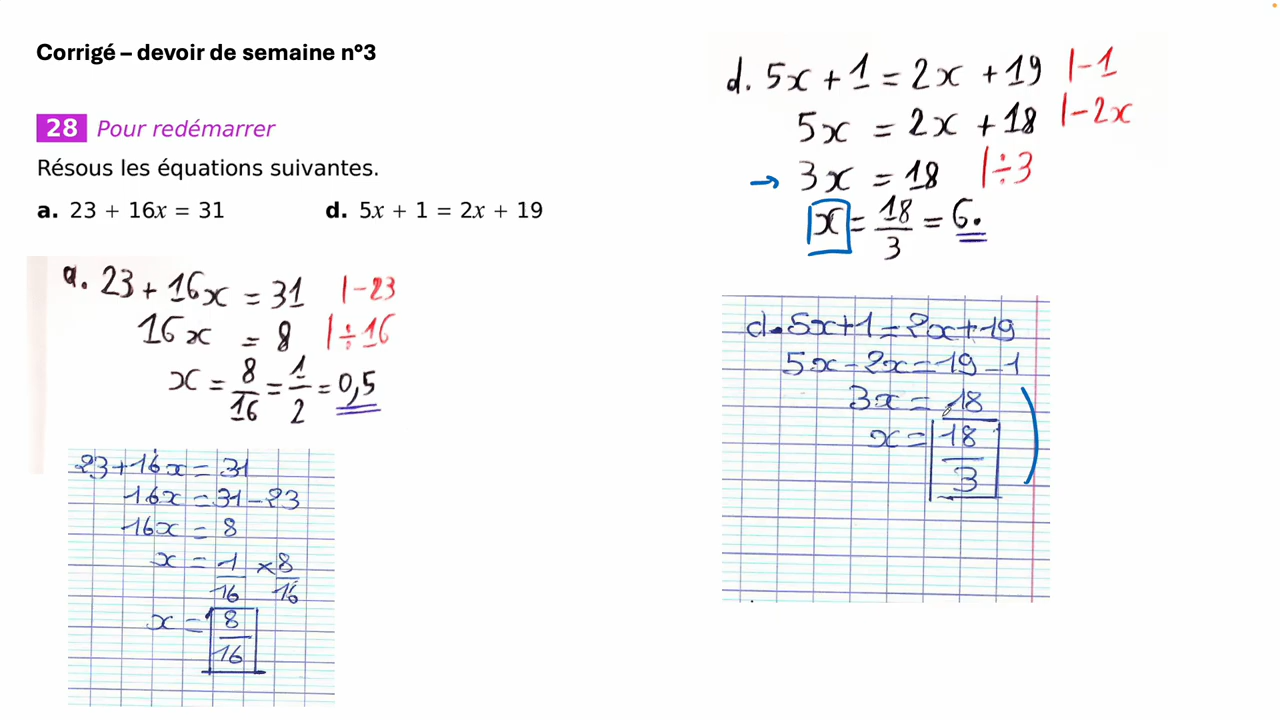 Corrigé – devoir de semaine n°3
28 Pour redémarrer
Résous les équations suivantes.
a. 23 + 16x = 31
d. 5x + 1 = 2x + 19
a. 23 + 16x = 31 |-23
16x = 8 |÷16
x = 8/16 = 1/2 = 0,5
23+16x = 31
16x = 31-23
16x = 8
x = 1/16 × 8/16
x = 8/16
d. 5x + 1 = 2x + 19 |-1
5x = 2x + 18 |-2x
→ 3x = 18 |÷3
x = 18/3 = 6.
d. 5x+1=2x+19
5x-2x=19-1
3x = 18
x = 18/3